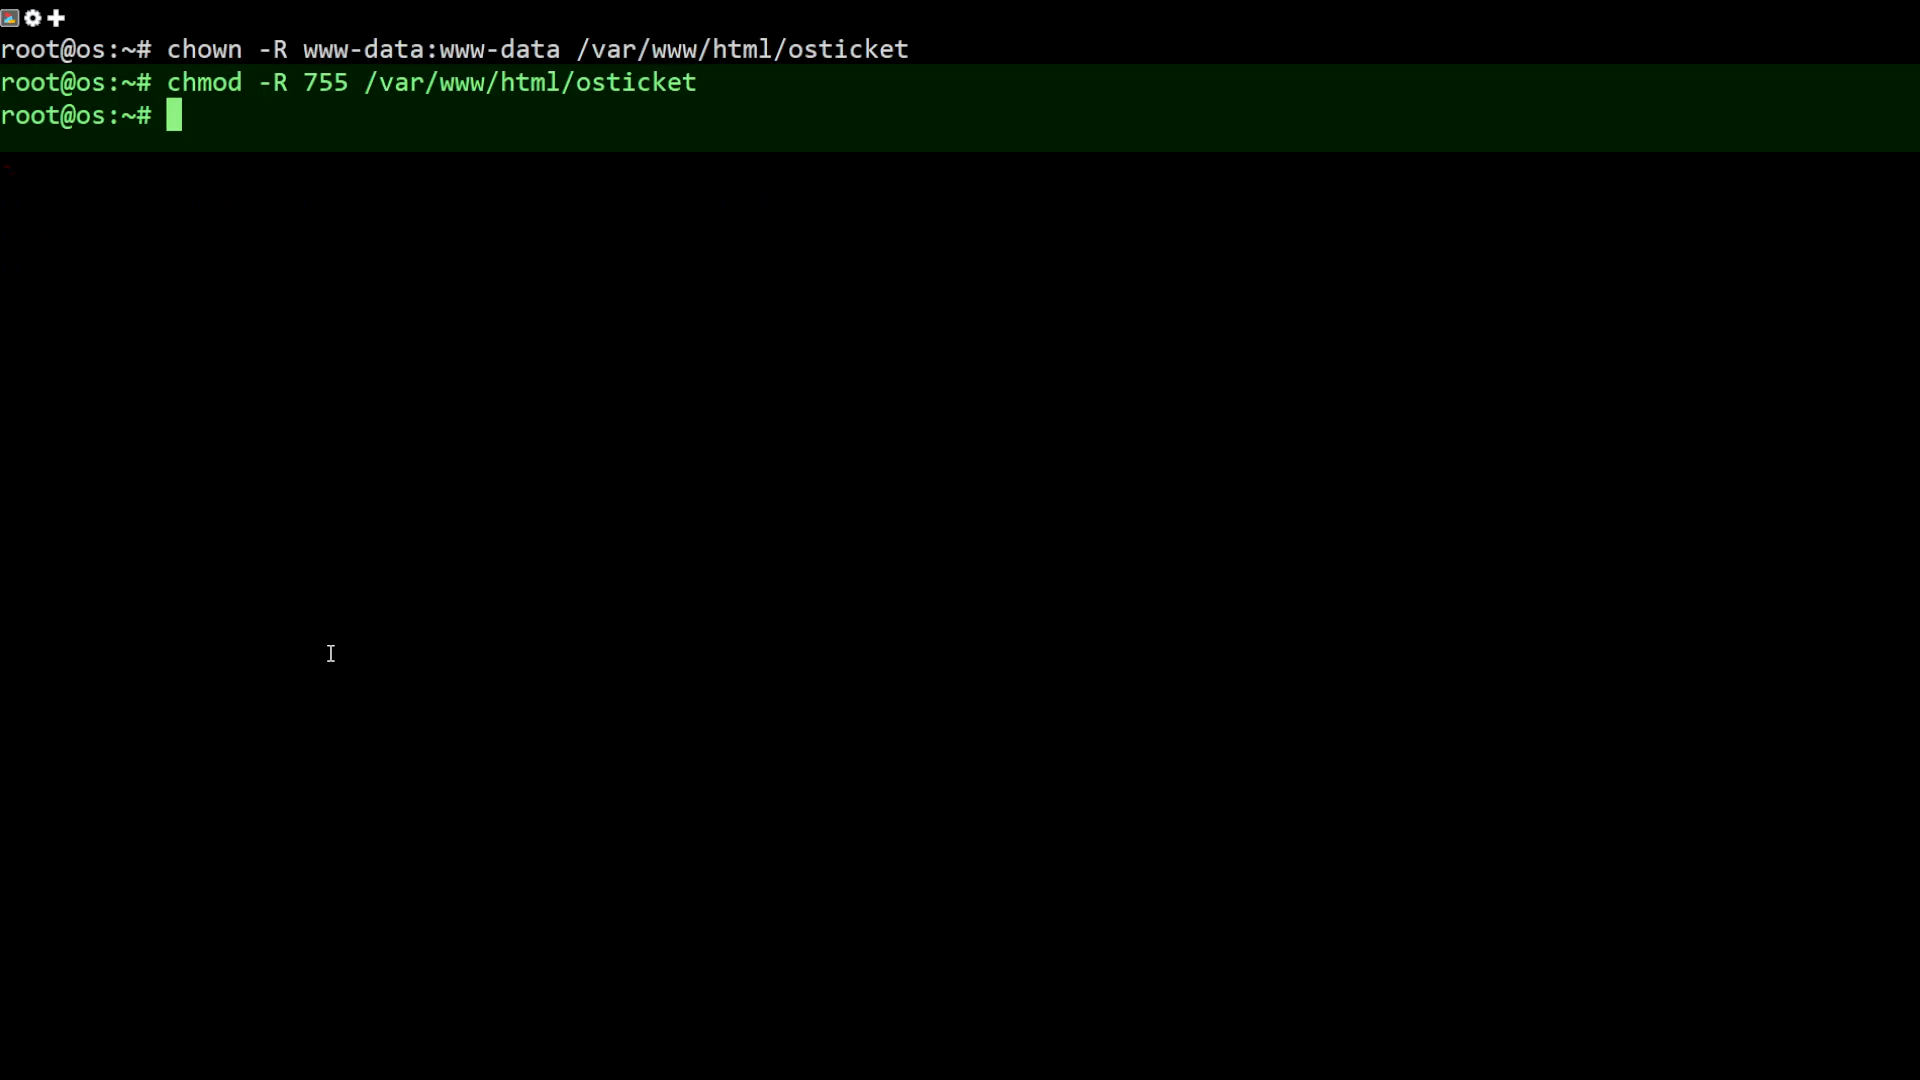 root@os:~# chown -R www-data:www-data /var/www/html/osticket
root@os:~# chmod -R 755 /var/www/html/osticket
root@os:~#